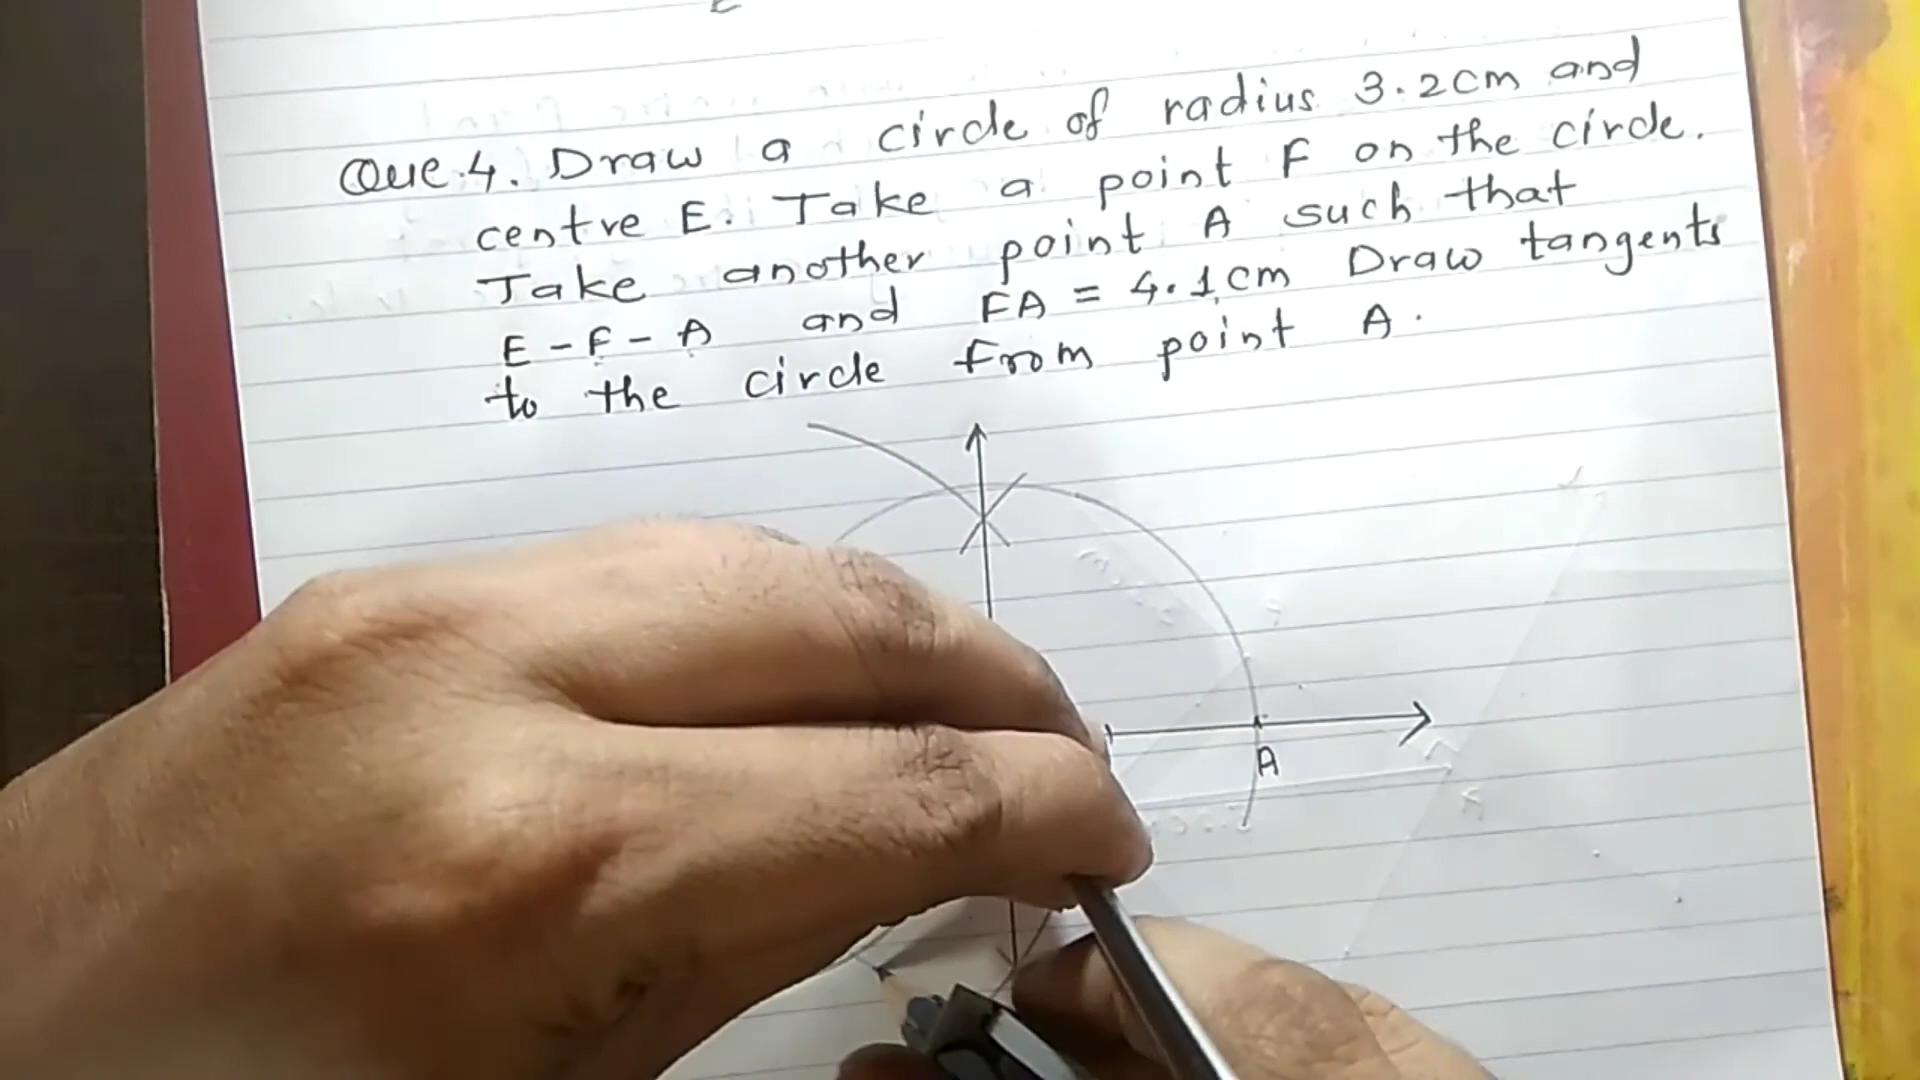 Que.4. Draw a circle of radius 3.2cm and
centre E. Take a point F on the circle.
Take another point A such that
E - F - A and FA = 4.1cm Draw tangents
to the circle from point A.
A